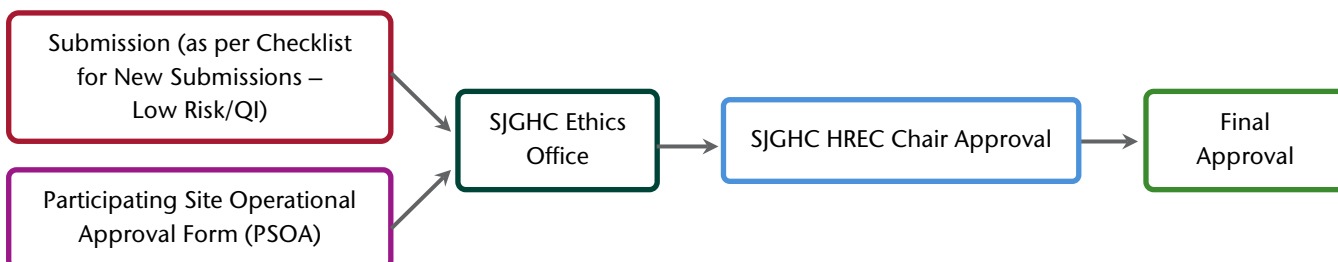 Submission (as per Checklist
for New Submissions –
Low Risk/QI)
Participating Site Operational
Approval Form (PSOA)
SJGHC Ethics
Office
SJGHC HREC Chair Approval
Final
Approval